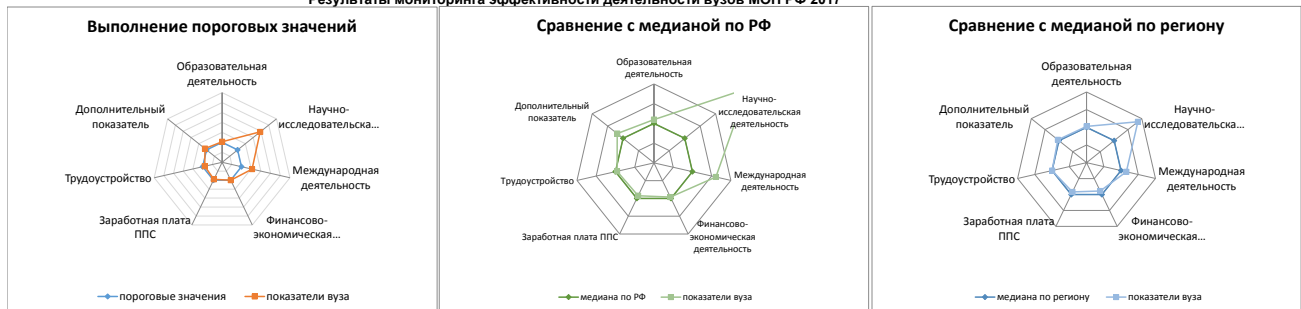 Результаты мониторинга эффективности деятельности вузов МОН РФ 2017
Выполнение пороговых значений
Образовательная
деятельность
Научно-
исследовательска...
Международная
деятельность
Финансово-
экономическая...
Заработная плата
ППС
Трудоустройство
Дополнительный
показатель
пороговые значения
показатели вуза
Сравнение с медианой по РФ
Образовательная
деятельность
Научно-
исследовательская
деятельность
Международная
деятельность
Финансово-
экономическая
деятельность
Заработная плата ППС
Трудоустройство
Дополнительный
показатель
медиана по РФ
показатели вуза
Сравнение с медианой по региону
Образовательная
деятельность
Научно-
исследовательска...
Международная
деятельность
Финансово-
экономическая...
Заработная плата
ППС
Трудоустройство
Дополнительный
показатель
медиана по региону
показатели вуза